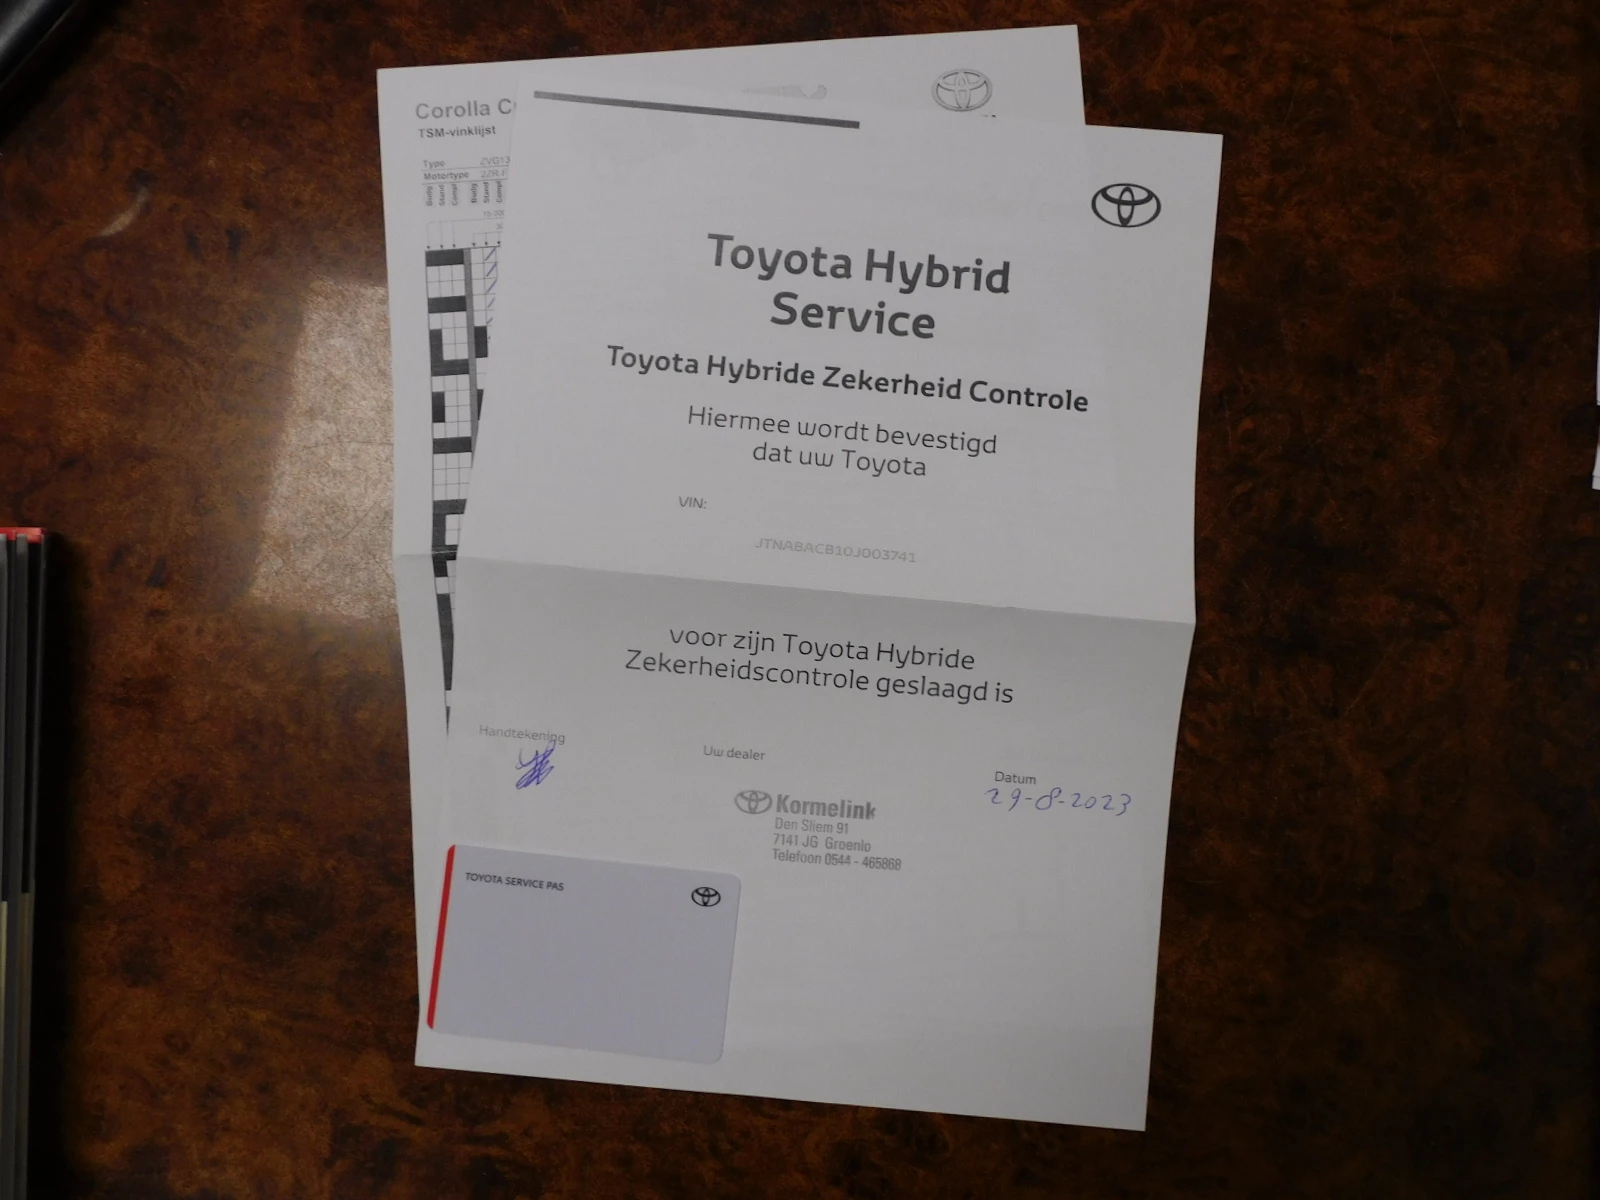 Corolla C
TSM-vinklijst
Type ZVG13
Motortype 2ZR-F
Toyota Hybrid
Service
Toyota Hybride Zekerheid Controle
Hiermee wordt bevestigd
dat uw Toyota
VIN:
JTNABACB10J003741
voor zijn Toyota Hybride
Zekerheidscontrole geslaagd is
Handtekening
Uw dealer
Datum
29-8-2023
Kormelink
Den Sliem 91
7141 JG Groenlo
Telefoon 0544 - 465868
TOYOTA SERVICE PAS